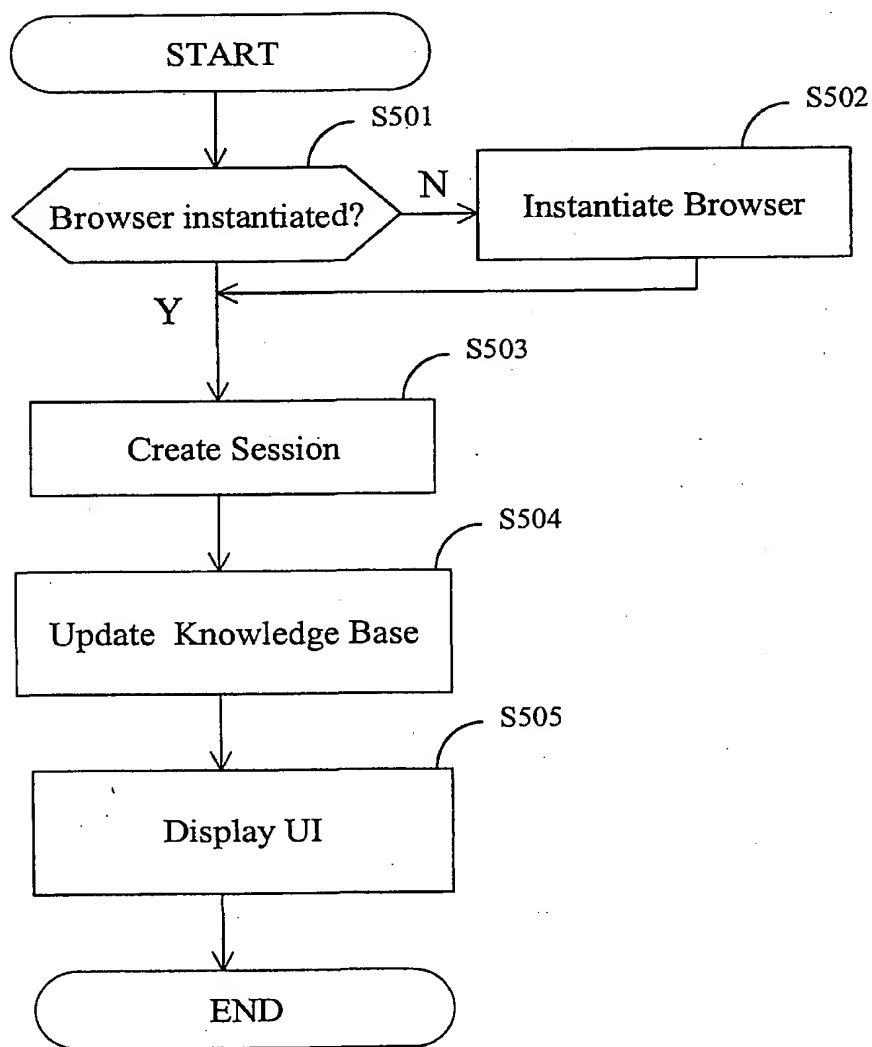 START
S501
S502
Browser instantiated?
N
Instantiate Browser
Y
S503
Create Session
S504
Update Knowledge Base
S505
Display UI
END